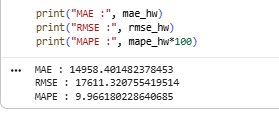 print("MAE :", mae_hw)
print("RMSE :", rmse_hw)
print("MAPE :", mape_hw*100)
MAE : 14958.401482378453
RMSE : 17611.320755419514
MAPE : 9.966180228640685